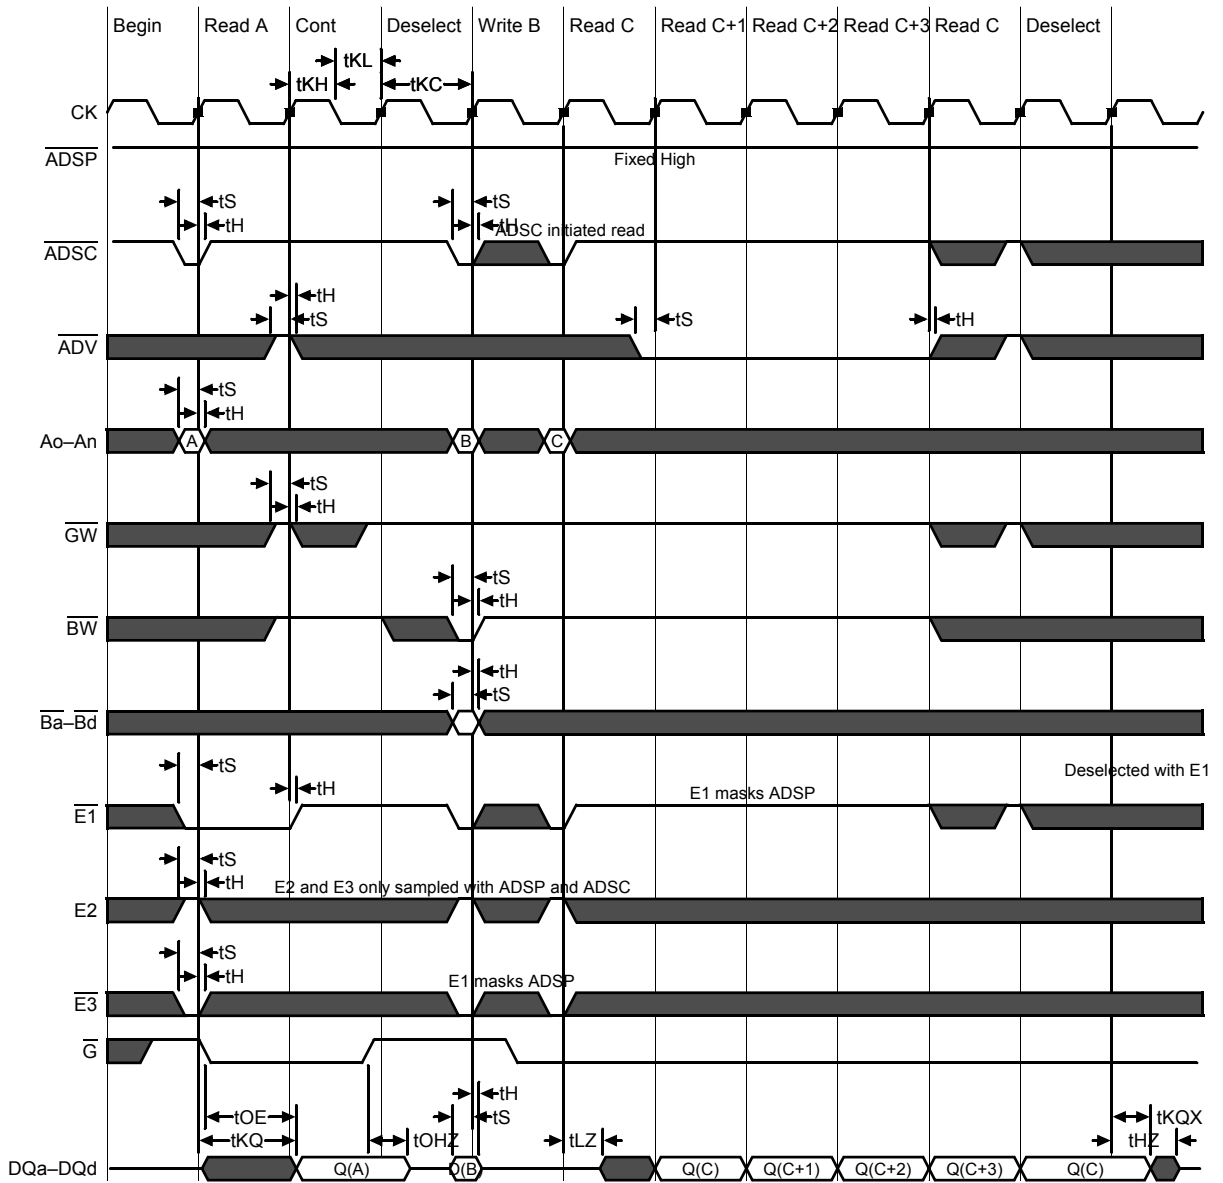 Begin Read A Cont Deselect Write B Read C Read C+1 Read C+2 Read C+3 Read C Deselect
tKL
tKH tKC
CK
ADSP
Fixed High
tS tS
tH tH
ADSC initiated read
ADSC
tH
tS tS tH
ADV
tS
tH
Ao–An A B C
tS
tH
GW
tS
tH
BW
tH
tS
Ba–Bd
tS
Deselected with E1
tH
E1 masks ADSP
E1
tS
tH
E2 and E3 only sampled with ADSP and ADSC
E2
tS
tH
E1 masks ADSP
E3
G
tH
tOE tS tKQX
tKQ tOHZ tLZ tHZ
DQa–DQd Q(A) D(B) Q(C) Q(C+1) Q(C+2) Q(C+3) Q(C)